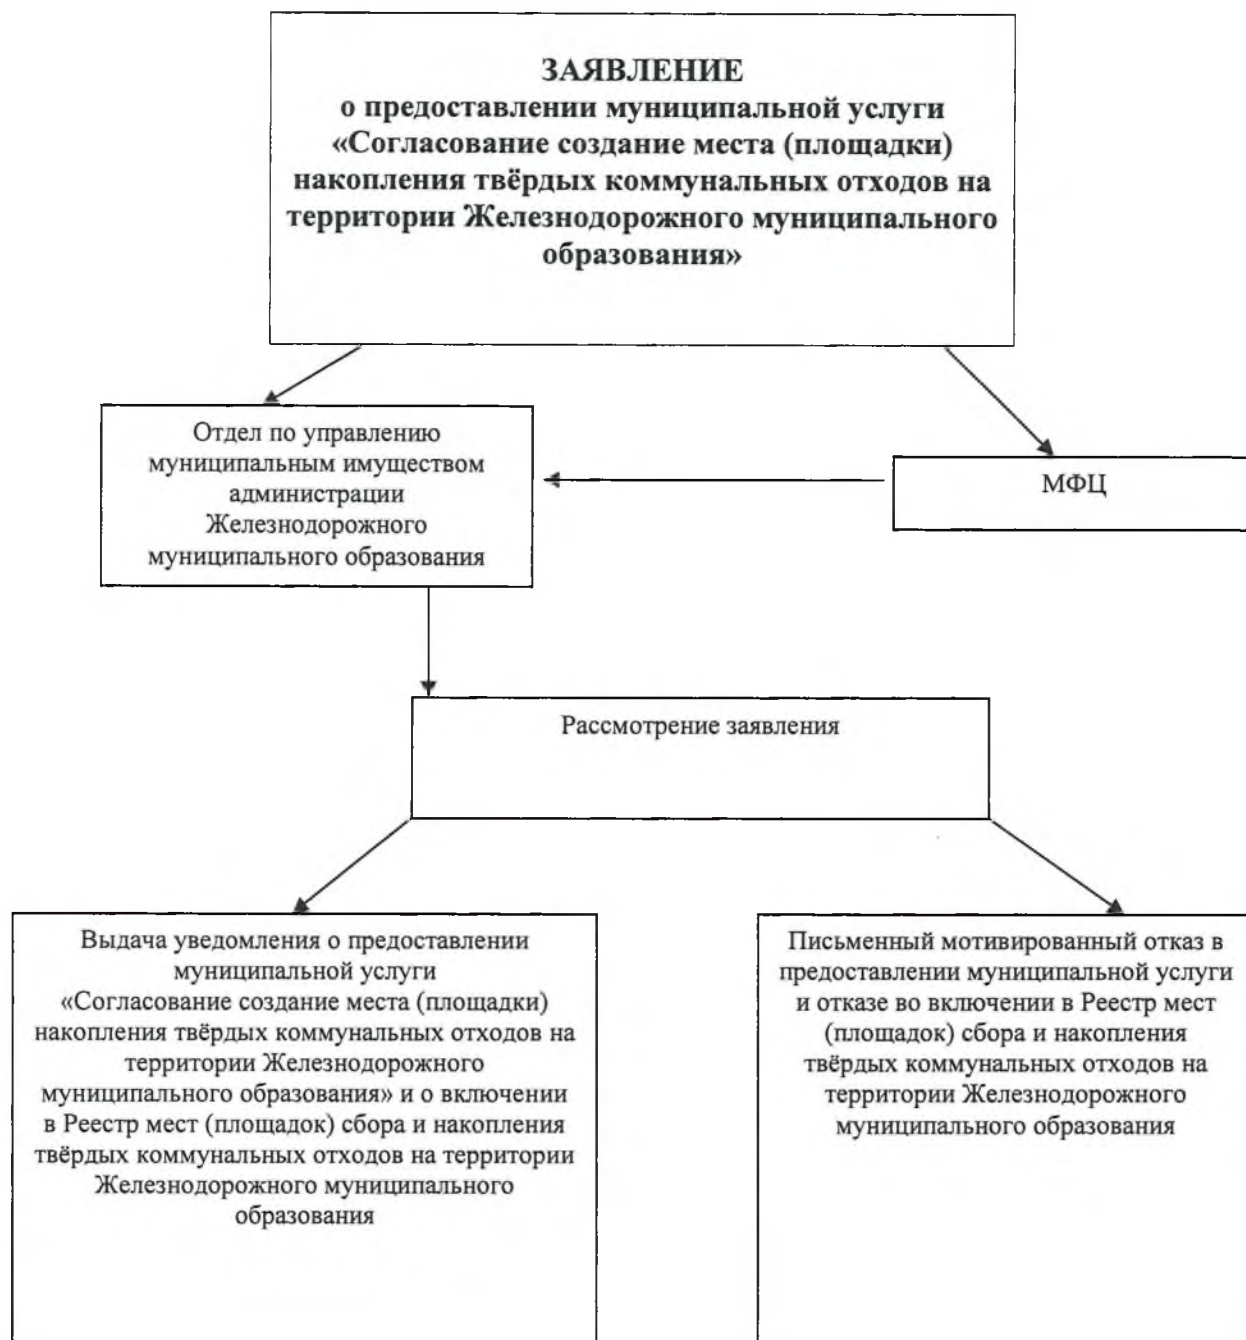 ЗАЯВЛЕНИЕ
о предоставлении муниципальной услуги
«Согласование создание места (площадки)
накопления твёрдых коммунальных отходов на
территории Железнодорожного муниципального
образования»
Отдел по управлению
муниципальным имуществом
администрации
Железнодорожного
муниципального образования
МФЦ
Рассмотрение заявления
Выдача уведомления о предоставлении
муниципальной услуги
«Согласование создание места (площадки)
накопления твёрдых коммунальных отходов на
территории Железнодорожного
муниципального образования» и о включении
в Реестр мест (площадок) сбора и накопления
твёрдых коммунальных отходов на территории
Железнодорожного муниципального
образования
Письменный мотивированный отказ в
предоставлении муниципальной услуги
и отказе во включении в Реестр мест
(площадок) сбора и накопления
твёрдых коммунальных отходов на
территории Железнодорожного
муниципального образования